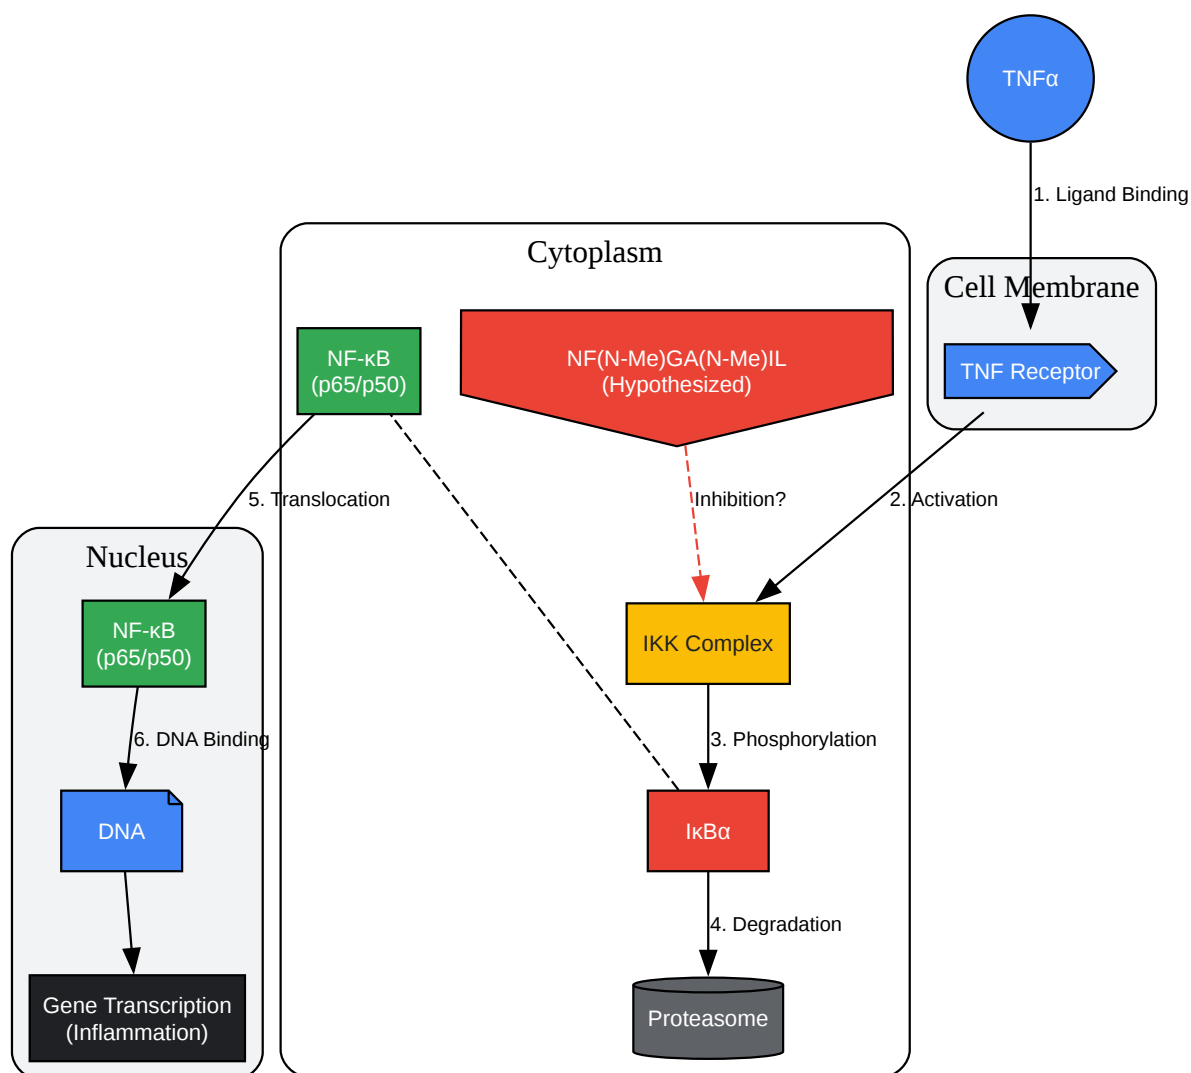 TNFα
1. Ligand Binding
Cell Membrane
TNF Receptor
Cytoplasm
NF-κB
(p65/p50)
NF(N-Me)GA(N-Me)IL
(Hypothesized)
5. Translocation
Inhibition?
2. Activation
Nucleus
NF-κB
(p65/p50)
IKK Complex
6. DNA Binding
3. Phosphorylation
DNA
IκBα
4. Degradation
Gene Transcription
(Inflammation)
Proteasome